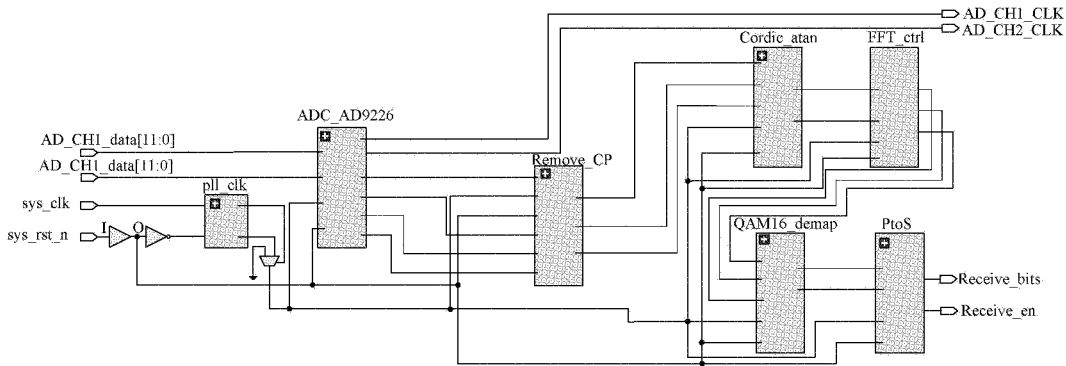 AD_CH1_CLK
AD_CH2_CLK
Cordic_atan
FFT_ctrl
ADC_AD9226
AD_CH1_data[11:0]
Remove_CP
AD_CH1_data[11:0]
pll_clk
sys_clk
I
O
sys_rst_n
QAM16_demap
PtoS
Receive_bits
Receive_en